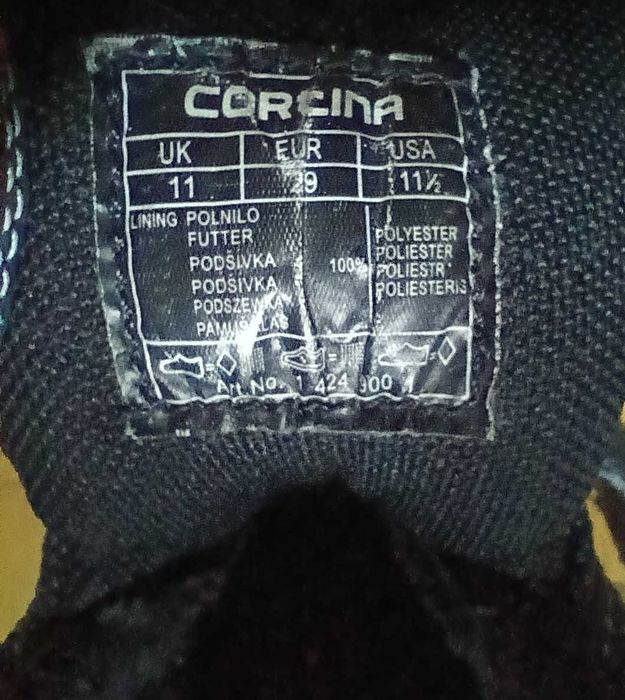 CORCINA
UK EUR USA
11 29 11½
LINING POLNILO
FUTTER
PODŠIVKA
PODŠIVKA
PODSZEWKA
PAMUŠALAS
100%
POLYESTER
POLIESTER
POLIESTR
POLIESTERIS
Art. No. 1 424 900